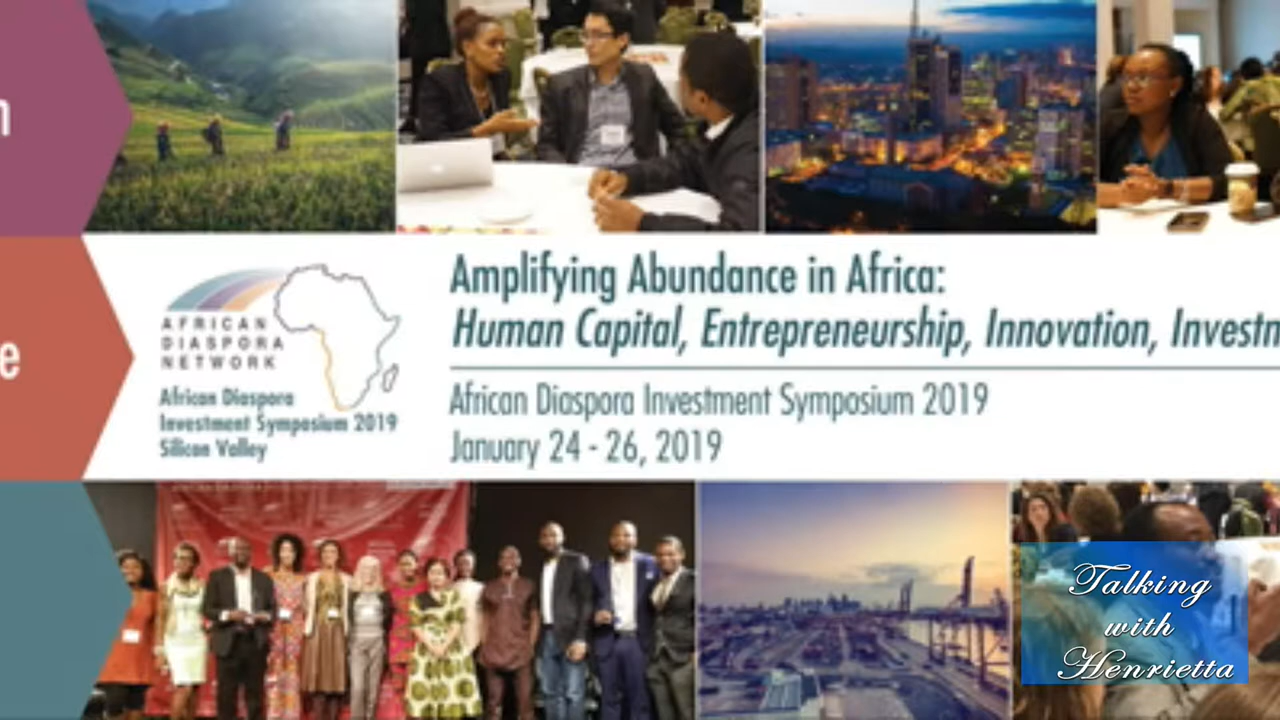 n
e
AFRICAN
DIASPORA
NETWORK
African Diaspora
Investment Symposium 2019
Silicon Valley
Amplifying Abundance in Africa:
Human Capital, Entrepreneurship, Innovation, Investm
African Diaspora Investment Symposium 2019
January 24 - 26, 2019
Talking
with
Henrietta